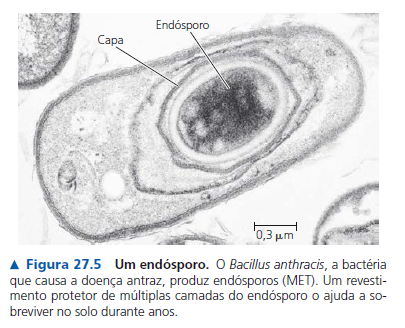 Endósporo
Capa
0,3 μm
▲ Figura 27.5 Um endósporo. O Bacillus anthracis, a bactéria
que causa a doença antraz, produz endósporos (MET). Um revesti-
mento protetor de múltiplas camadas do endósporo o ajuda a so-
breviver no solo durante anos.